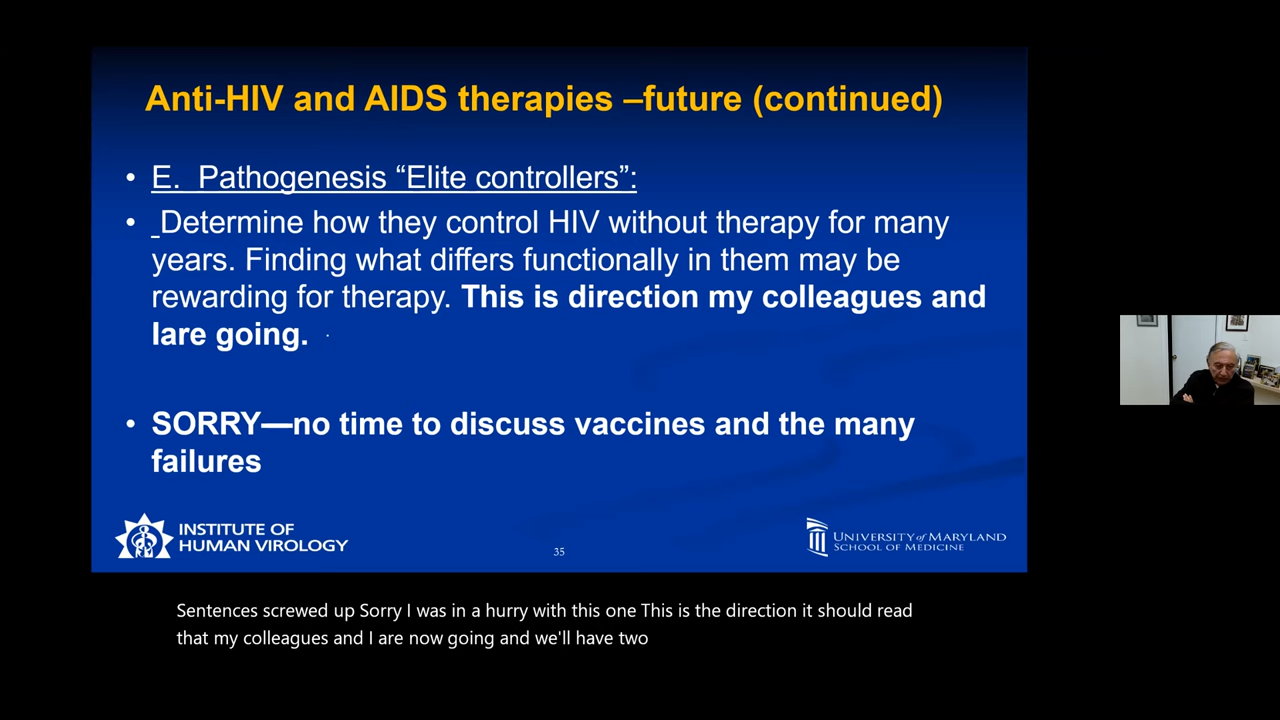 Anti-HIV and AIDS therapies –future (continued)
• E. Pathogenesis “Elite controllers”:
• Determine how they control HIV without therapy for many
years. Finding what differs functionally in them may be
rewarding for therapy. This is direction my colleagues and
Iare going.
• SORRY—no time to discuss vaccines and the many
failures
INSTITUTE OF
HUMAN VIROLOGY
35
UNIVERSITY of MARYLAND
SCHOOL OF MEDICINE
Sentences screwed up Sorry I was in a hurry with this one This is the direction it should read
that my colleagues and I are now going and we'll have two